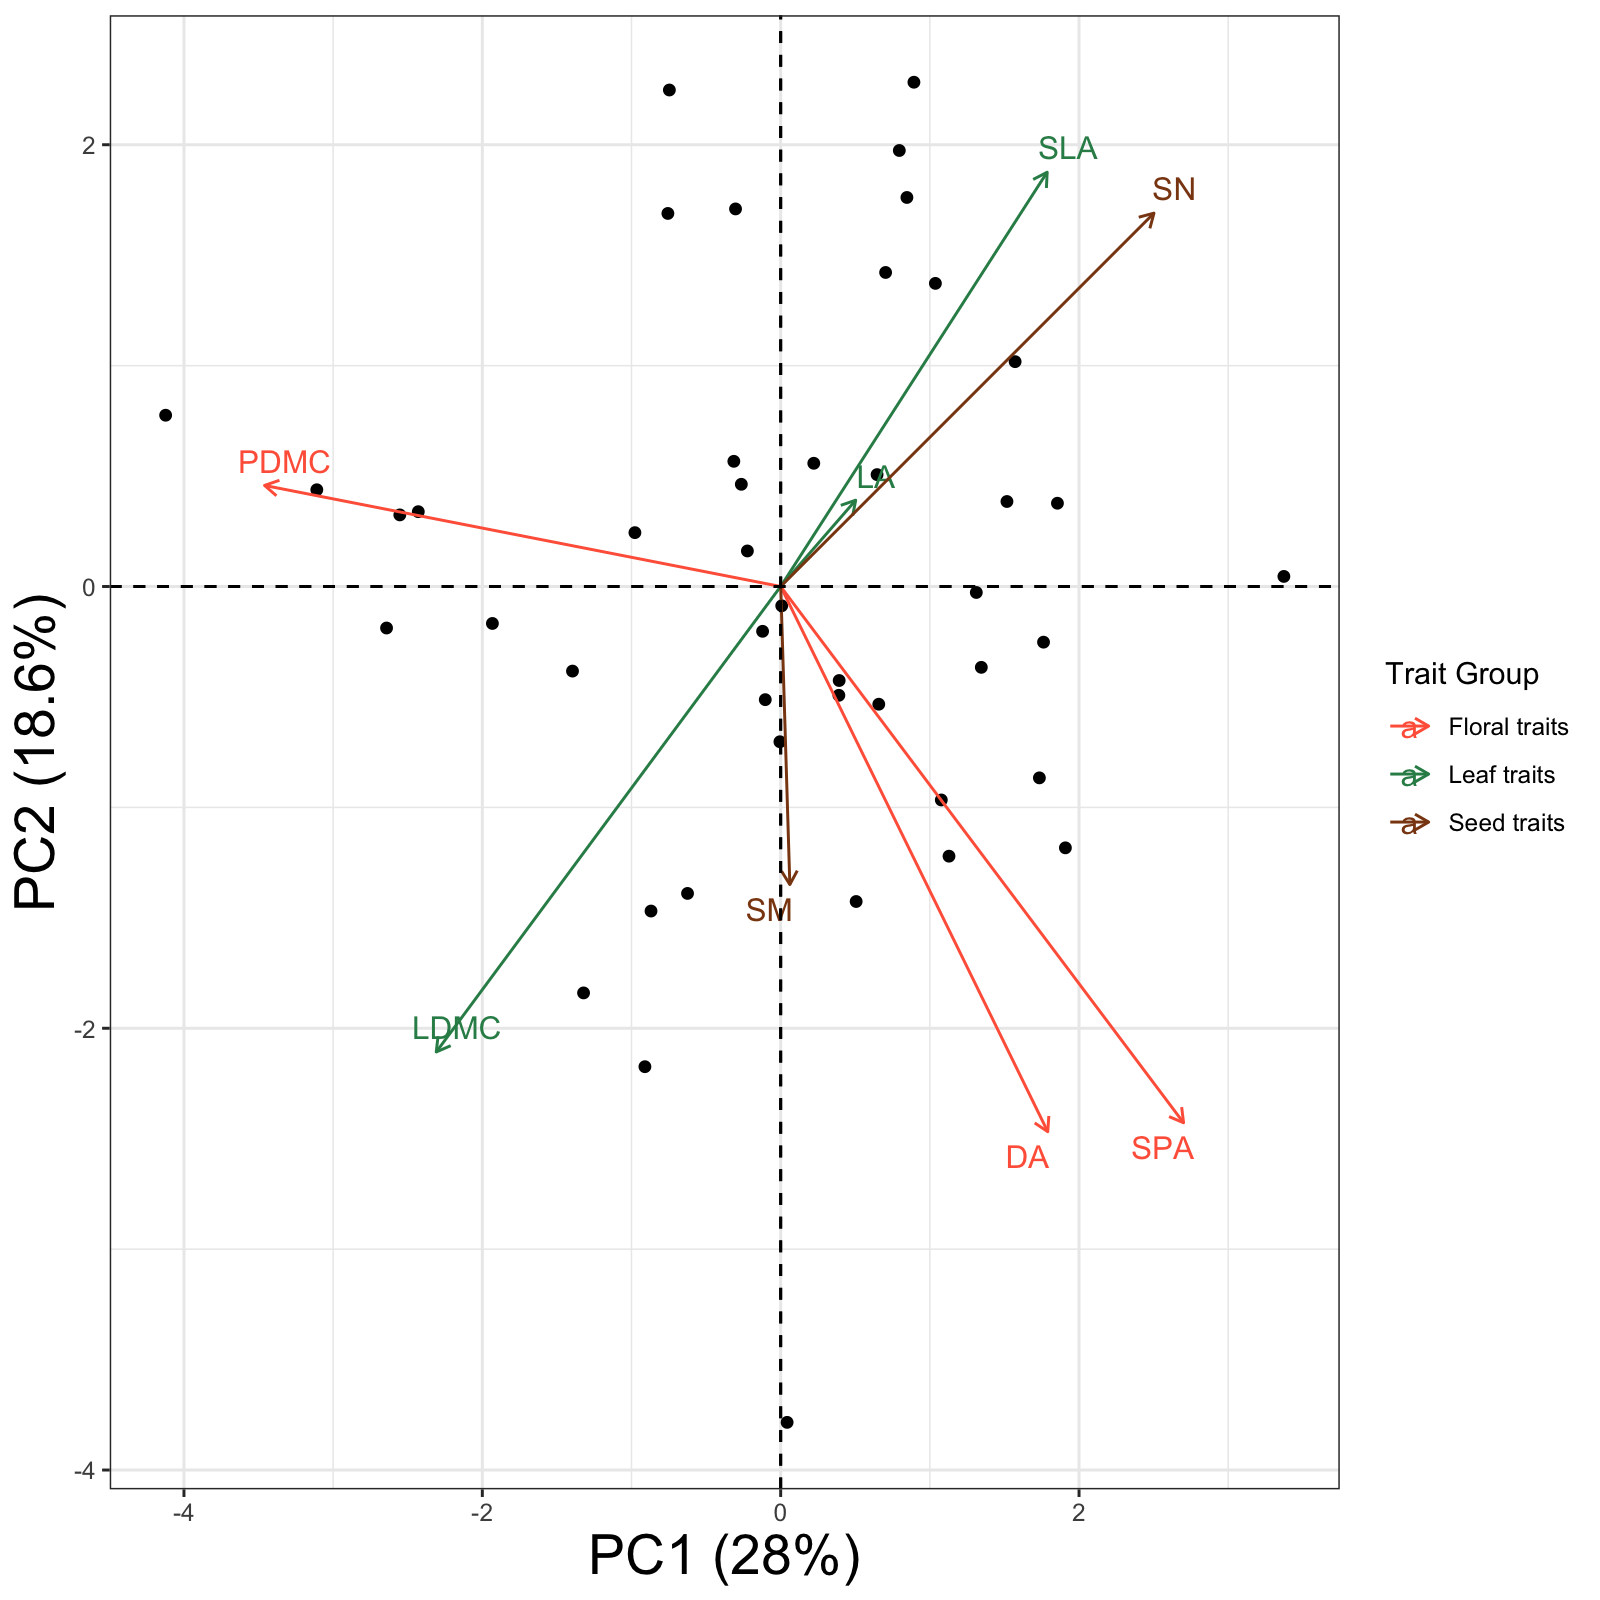 SLA
SN
2
PDMC
LA
0
PC2 (18.6%)
Trait Group
a Floral traits
a Leaf traits
a Seed traits
SM
LDMC
-2
DA
SPA
-4
-4 -2 0 2
PC1 (28%)